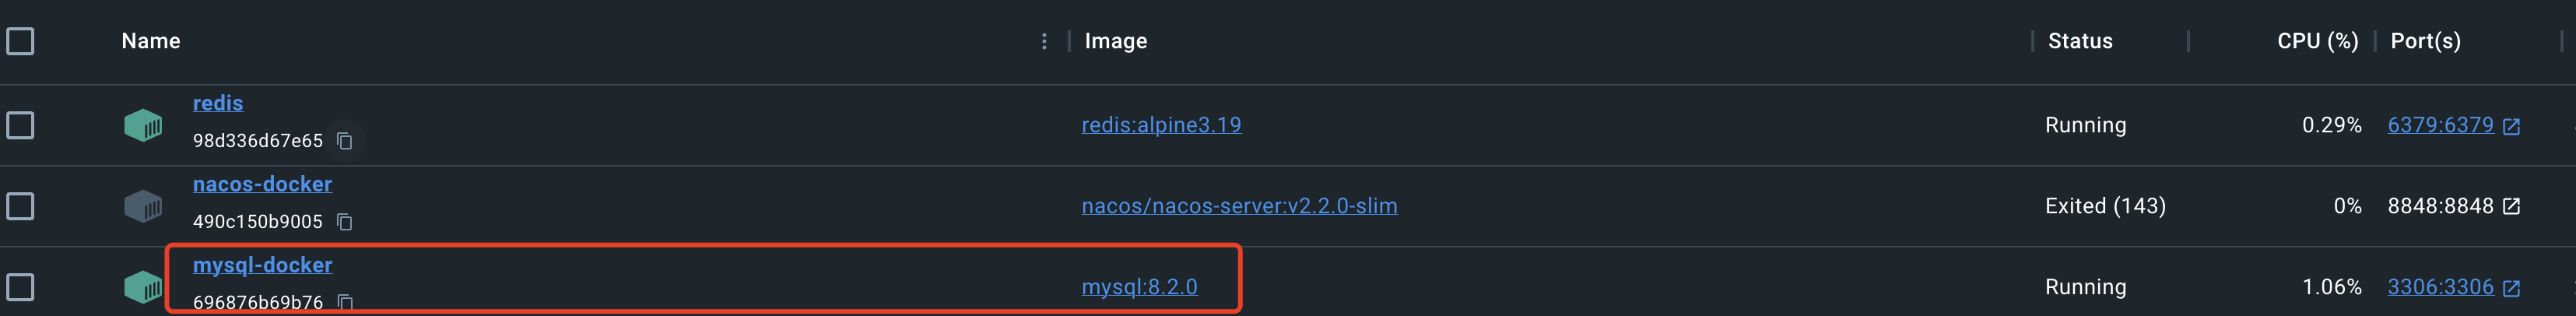 Name Image Status CPU (%) Port(s)
redis
98d336d67e65 redis:alpine3.19 Running 0.29% 6379:6379
nacos-docker
490c150b9005 nacos/nacos-server:v2.2.0-slim Exited (143) 0% 8848:8848
mysql-docker
696876b69b76 mysql:8.2.0 Running 1.06% 3306:3306